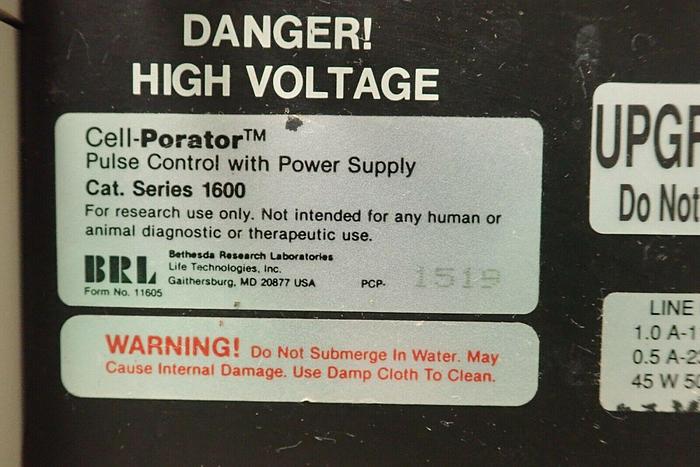 DANGER!
HIGH VOLTAGE
Cell-Porator™
Pulse Control with Power Supply
Cat. Series 1600
For research use only. Not intended for any human or
animal diagnostic or therapeutic use.
BRL
Bethesda Research Laboratories
Life Technologies, Inc.
Gaithersburg, MD 20877 USA
Form No. 11605
PCP- 1519
WARNING! Do Not Submerge In Water. May
Cause Internal Damage. Use Damp Cloth To Clean.
UPGR
Do Not
LINE
1.0 A-1
0.5 A-2
45 W 50